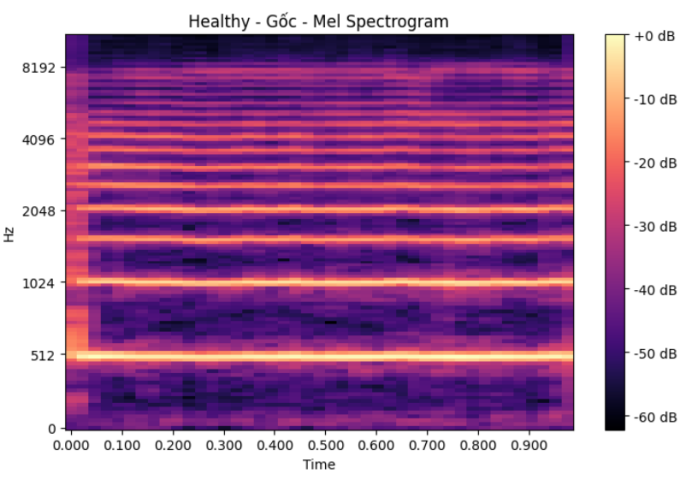 Healthy - Gốc - Mel Spectrogram
8192
4096
2048
1024
512
0
Hz
0.000 0.100 0.200 0.300 0.400 0.500 0.600 0.700 0.800 0.900
Time
+0 dB
-10 dB
-20 dB
-30 dB
-40 dB
-50 dB
-60 dB